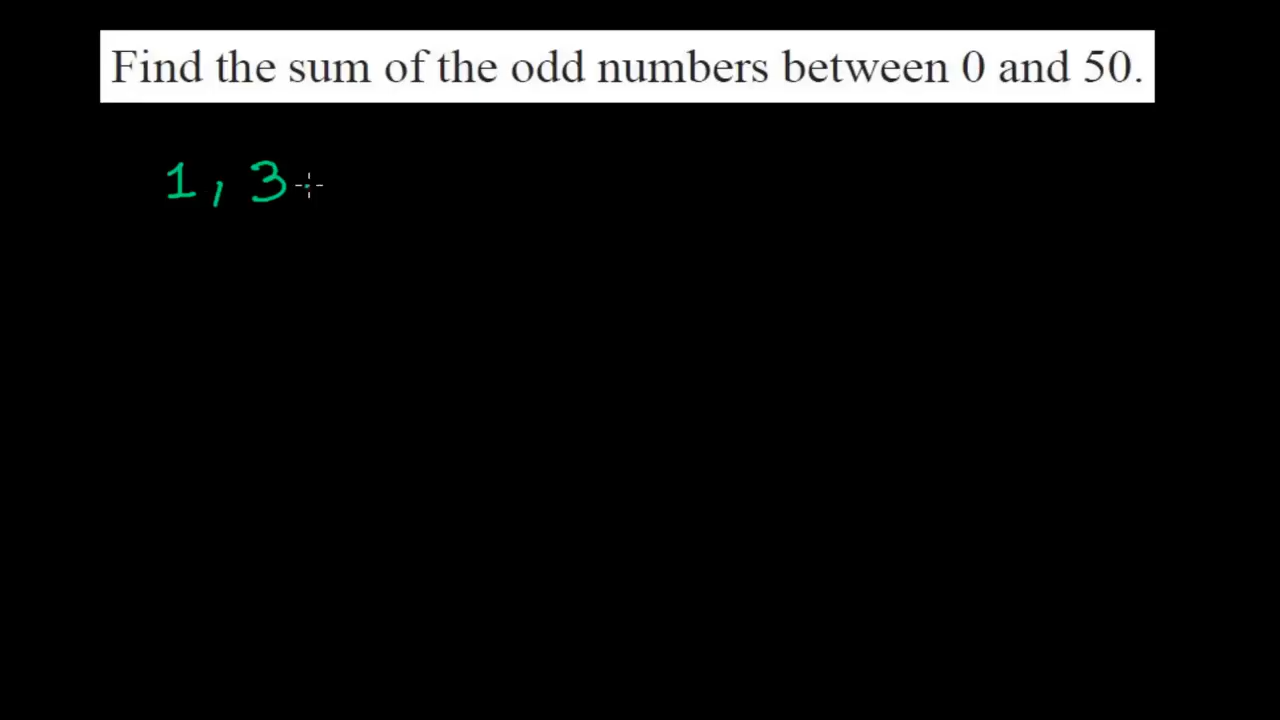 Find the sum of the odd numbers between 0 and 50.
1, 3